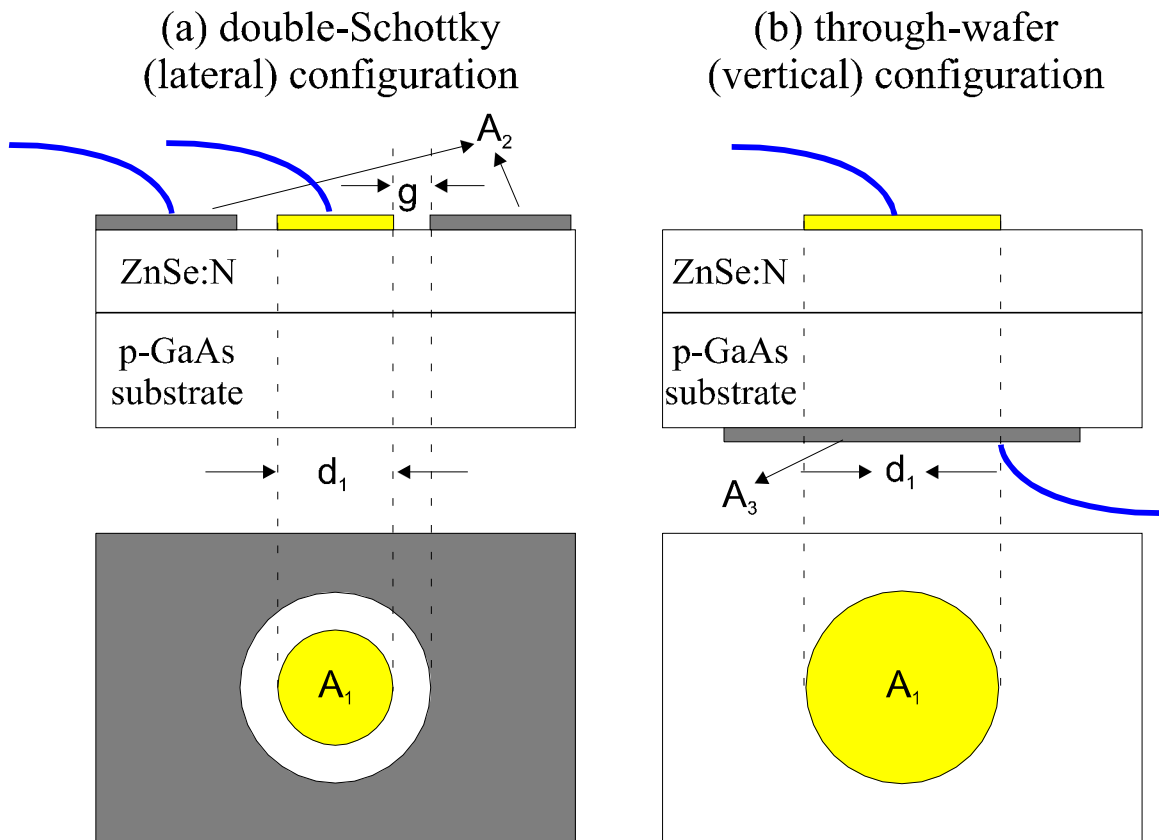 (a) double-Schottky
(lateral) configuration
A₂
g
ZnSe:N
p-GaAs
substrate
d₁
A₁
(b) through-wafer
(vertical) configuration
ZnSe:N
p-GaAs
substrate
d₁
A₃
A₁